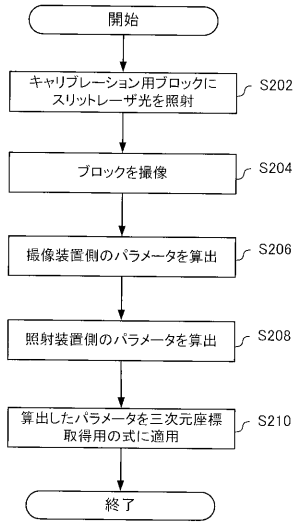 開始
キャリブレーション用ブロックに
スリットレーザ光を照射
S202
ブロックを撮像
S204
撮像装置側のパラメータを算出
S206
照射装置側のパラメータを算出
S208
算出したパラメータを三次元座標
取得用の式に適用
S210
終了